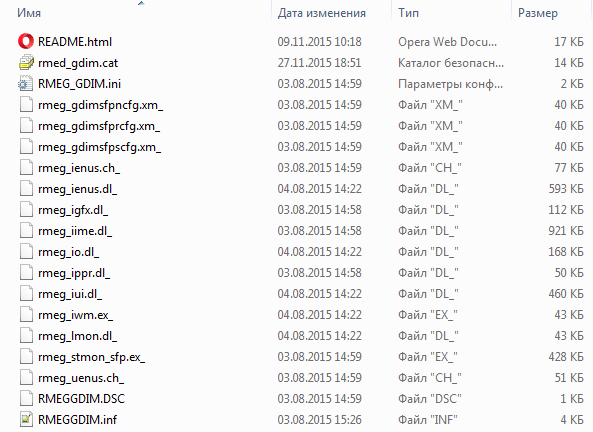 Имя Дата изменения Тип Размер
README.html 09.11.2015 10:18 Opera Web Docu... 17 КБ
rmed_gdim.cat 27.11.2015 18:51 Каталог безопасн... 14 КБ
RMEG_GDIM.ini 03.08.2015 14:59 Параметры конф... 2 КБ
rmeg_gdimsfpncfg.xm_ 03.08.2015 14:59 Файл "XM_" 40 КБ
rmeg_gdimsfprcfg.xm_ 03.08.2015 14:59 Файл "XM_" 40 КБ
rmeg_gdimsfpscfg.xm_ 03.08.2015 14:59 Файл "XM_" 40 КБ
rmeg_ienus.ch_ 03.08.2015 14:59 Файл "CH_" 77 КБ
rmeg_ienus.dl_ 04.08.2015 14:22 Файл "DL_" 593 КБ
rmeg_igfx.dl_ 03.08.2015 14:58 Файл "DL_" 112 КБ
rmeg_iime.dl_ 03.08.2015 14:58 Файл "DL_" 921 КБ
rmeg_io.dl_ 04.08.2015 14:22 Файл "DL_" 168 КБ
rmeg_ippr.dl_ 03.08.2015 14:58 Файл "DL_" 50 КБ
rmeg_iui.dl_ 04.08.2015 14:22 Файл "DL_" 460 КБ
rmeg_iwm.ex_ 04.08.2015 14:22 Файл "EX_" 43 КБ
rmeg_lmon.dl_ 04.08.2015 14:22 Файл "DL_" 43 КБ
rmeg_stmon_sfp.ex_ 03.08.2015 14:59 Файл "EX_" 428 КБ
rmeg_uenus.ch_ 03.08.2015 14:59 Файл "CH_" 51 КБ
RMEGGDIM.DSC 03.08.2015 14:59 Файл "DSC" 1 КБ
RMEGGDIM.inf 03.08.2015 15:26 Файл "INF" 4 КБ